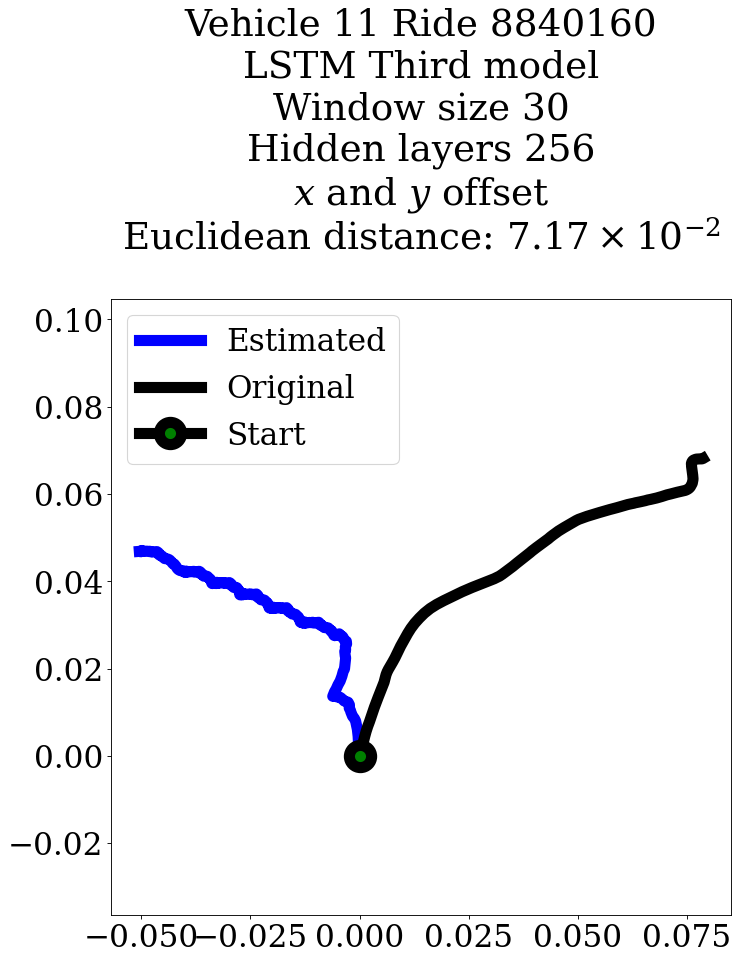 Vehicle 11 Ride 8840160
LSTM Third model
Window size 30
Hidden layers 256
x and y offset
Euclidean distance: 7.17 × 10⁻²
Estimated
Original
Start
0.10
0.08
0.06
0.04
0.02
0.00
−0.02
−0.050 −0.025 0.000 0.025 0.050 0.075